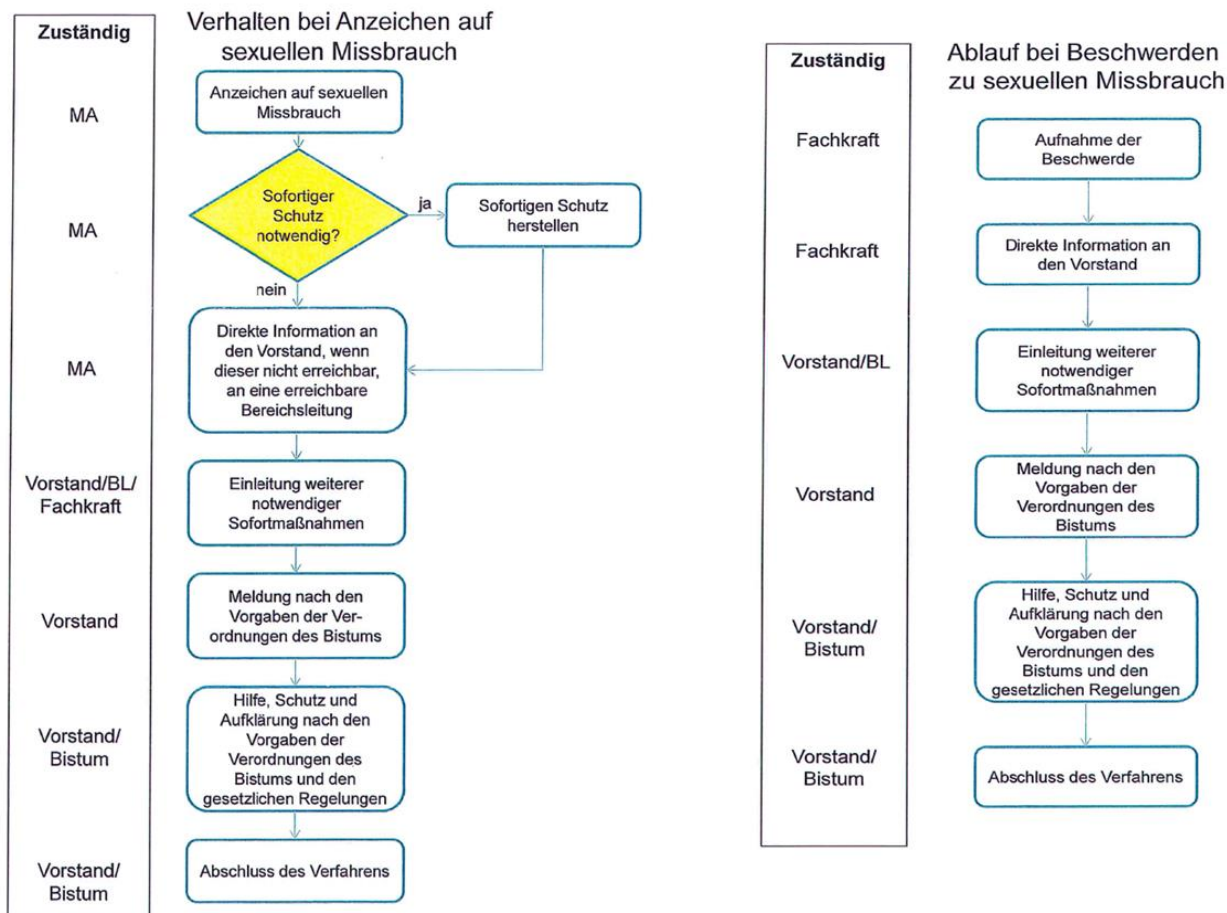 Verhalten bei Anzeichen auf
sexuellen Missbrauch
Zuständig
MA
Anzeichen auf sexuellen
Missbrauch
MA
Sofortiger
Schutz
notwendig?
ja
Sofortigen Schutz
herstellen
nein
MA
Direkte Information an
den Vorstand, wenn
dieser nicht erreichbar,
an eine erreichbare
Bereichsleitung
Vorstand/BL/
Fachkraft
Einleitung weiterer
notwendiger
Sofortmaßnahmen
Vorstand
Meldung nach den
Vorgaben der Ver-
ordnungen des Bistums
Vorstand/
Bistum
Hilfe, Schutz und
Aufklärung nach den
Vorgaben der
Verordnungen des
Bistums und den
gesetzlichen Regelungen
Vorstand/
Bistum
Abschluss des Verfahrens
Ablauf bei Beschwerden
zu sexuellen Missbrauch
Zuständig
Fachkraft
Aufnahme der
Beschwerde
Fachkraft
Direkte Information an
den Vorstand
Vorstand/BL
Einleitung weiterer
notwendiger
Sofortmaßnahmen
Vorstand
Meldung nach den
Vorgaben der
Verordnungen des
Bistums
Vorstand/
Bistum
Hilfe, Schutz und
Aufklärung nach den
Vorgaben der
Verordnungen des
Bistums und den
gesetzlichen Regelungen
Vorstand/
Bistum
Abschluss des Verfahrens